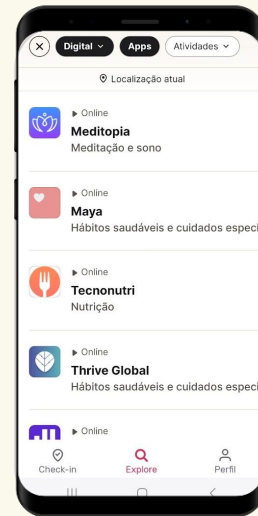 Digital
Apps
Atividades
Localização atual
Online
Meditopia
Meditação e sono
Online
Maya
Hábitos saudáveis e cuidados especi
Online
Tecnonutri
Nutrição
Online
Thrive Global
Hábitos saudáveis e cuidados especi
Online
Check-in
Explore
Perfil